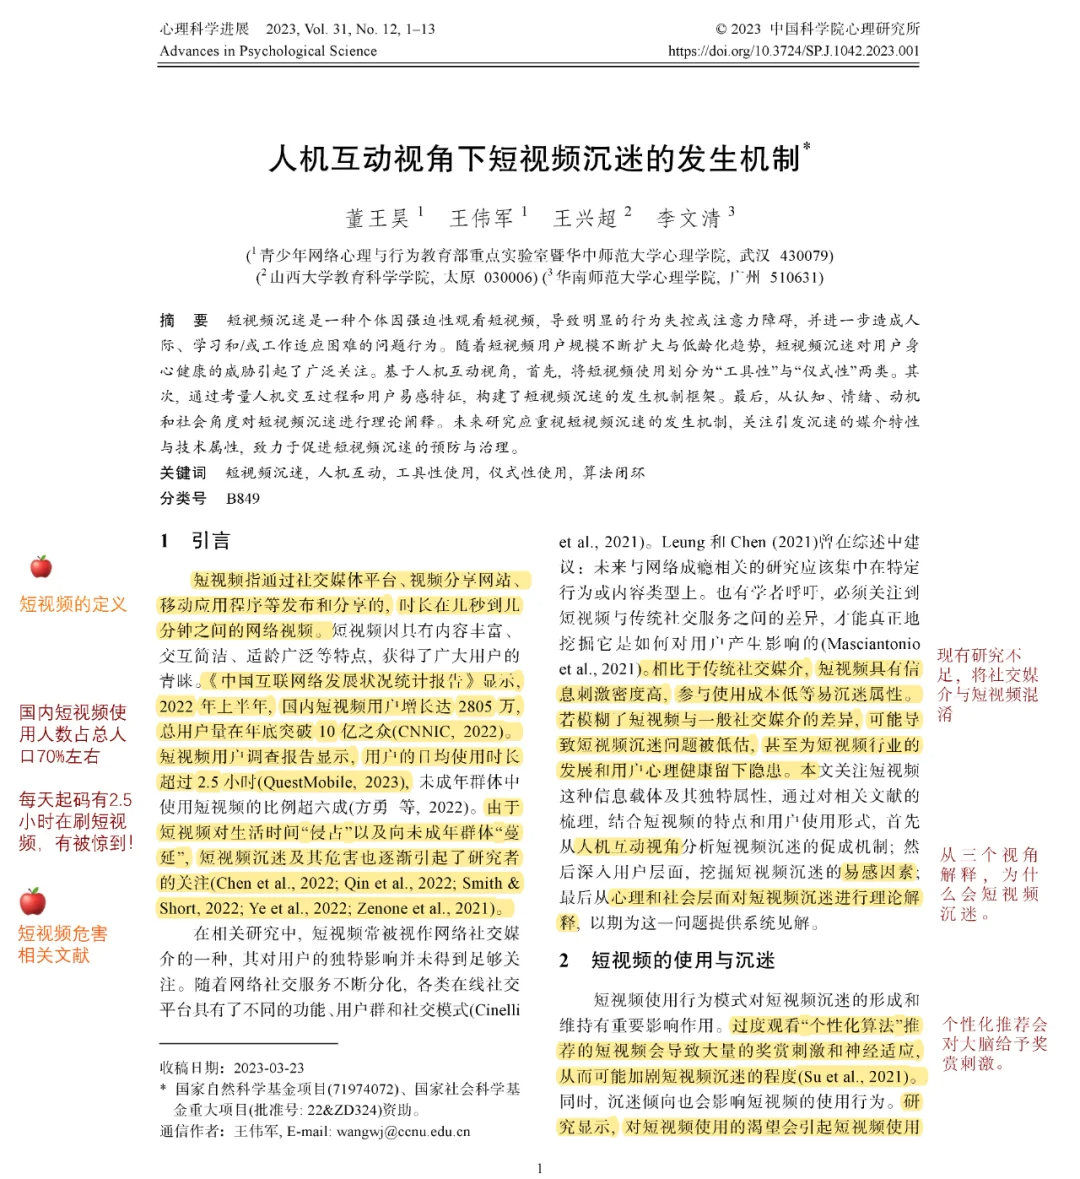 心理科学进展 2023, Vol. 31, No. 12, 1–13
© 2023 中国科学院心理研究所
Advances in Psychological Science
https://doi.org/10.3724/SP.J.1042.2023.001
人机互动视角下短视频沉迷的发生机制*
董王昊 1 王伟军 1 王兴超 2 李文清 3
(1 青少年网络心理与行为教育部重点实验室暨华中师范大学心理学院, 武汉 430079)
(2 山西大学教育科学学院, 太原 030006) (3 华南师范大学心理学院, 广州 510631)
摘 要 短视频沉迷是一种个体因强迫性观看短视频, 导致明显的行为失控或注意力障碍, 并进一步造成人
际、学习和/或工作适应困难的问题行为。随着短视频用户规模不断扩大与低龄化趋势, 短视频沉迷对用户身
心健康的威胁引起了广泛关注。基于人机互动视角, 首先, 将短视频使用划分为“工具性”与“仪式性”两类。其
次, 通过考量人机交互过程和用户易感特征, 构建了短视频沉迷的发生机制框架。最后, 从认知、情绪、动机
和社会角度对短视频沉迷进行理论阐释。未来研究应重视短视频沉迷的发生机制, 关注引发沉迷的媒介特性
与技术属性, 致力于促进短视频沉迷的预防与治理。
关键词 短视频沉迷, 人机互动, 工具性使用, 仪式性使用, 算法闭环
分类号 B849
1 引言
短视频指通过社交媒体平台、视频分享网站、
移动应用程序等发布和分享的, 时长在几秒到几
分钟之间的网络视频。短视频因具有内容丰富、
交互简洁、适龄广泛等特点, 获得了广大用户的
青睐。《中国互联网络发展状况统计报告》显示,
2022 年上半年, 国内短视频用户增长达 2805 万,
总用户量在年底突破 10 亿之众(CNNIC, 2022)。
短视频用户调查报告显示, 用户的日均使用时长
超过 2.5 小时(QuestMobile, 2023), 未成年群体中
使用短视频的比例超六成(方勇 等, 2022)。由于
短视频对生活时间“侵占”以及向未成年群体“蔓
延”, 短视频沉迷及其危害也逐渐引起了研究者
的关注(Chen et al., 2022; Qin et al., 2022; Smith &
Short, 2022; Ye et al., 2022; Zenone et al., 2021)。
在相关研究中, 短视频常被视作网络社交媒
介的一种, 其对用户的独特影响并未得到足够关
注。随着网络社交服务不断分化, 各类在线社交
平台具有了不同的功能、用户群和社交模式(Cinelli
短视频的定义
国内短视频使
用人数占总人
口70%左右
每天起码有2.5
小时在刷短视
频，有被惊到！
短视频危害
相关文献
收稿日期: 2023-03-23
* 国家自然科学基金项目(71974072)、国家社会科学基
金重大项目(批准号: 22&ZD324)资助。
通信作者: 王伟军, E-mail: wangwj@ccnu.edu.cn
et al., 2021)。Leung 和 Chen (2021)曾在综述中建
议: 未来与网络成瘾相关的研究应该集中在特定
行为或内容类型上。也有学者呼吁, 必须关注到
短视频与传统社交服务之间的差异, 才能真正地
挖掘它是如何对用户产生影响的(Masciantonio
et al., 2021)。相比于传统社交媒介, 短视频具有信
息刺激密度高, 参与使用成本低等易沉迷属性。
若模糊了短视频与一般社交媒介的差异, 可能导
致短视频沉迷问题被低估, 甚至为短视频行业的
发展和用户心理健康留下隐患。本文关注短视频
这种信息载体及其独特属性, 通过对相关文献的
梳理, 结合短视频的特点和用户使用形式, 首先
从人机互动视角分析短视频沉迷的促成机制; 然
后深入用户层面, 挖掘短视频沉迷的易感因素;
最后从心理和社会层面对短视频沉迷进行理论解
释, 以期为这一问题提供系统见解。
2 短视频的使用与沉迷
短视频使用行为模式对短视频沉迷的形成和
维持有重要影响作用。过度观看“个性化算法”推
荐的短视频会导致大量的奖赏刺激和神经适应,
从而可能加剧短视频沉迷的程度(Su et al., 2021)。
同时, 沉迷倾向也会影响短视频的使用行为。研
究显示, 对短视频使用的渴望会引起短视频使用
现有研究不
足，将社交媒
介与短视频混
淆
从三个视角
解释，为什
么会短视频
沉迷。
个性化推荐会
对大脑给予奖
赏刺激。
1